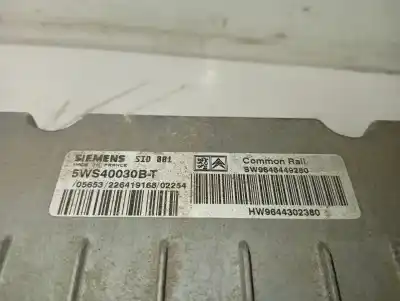 SIEMENS SID 801
MADE IN FRANCE
5WS40030B-T
/05653/226419168/02254
Common Rail
SW9648449280
HW9644302380